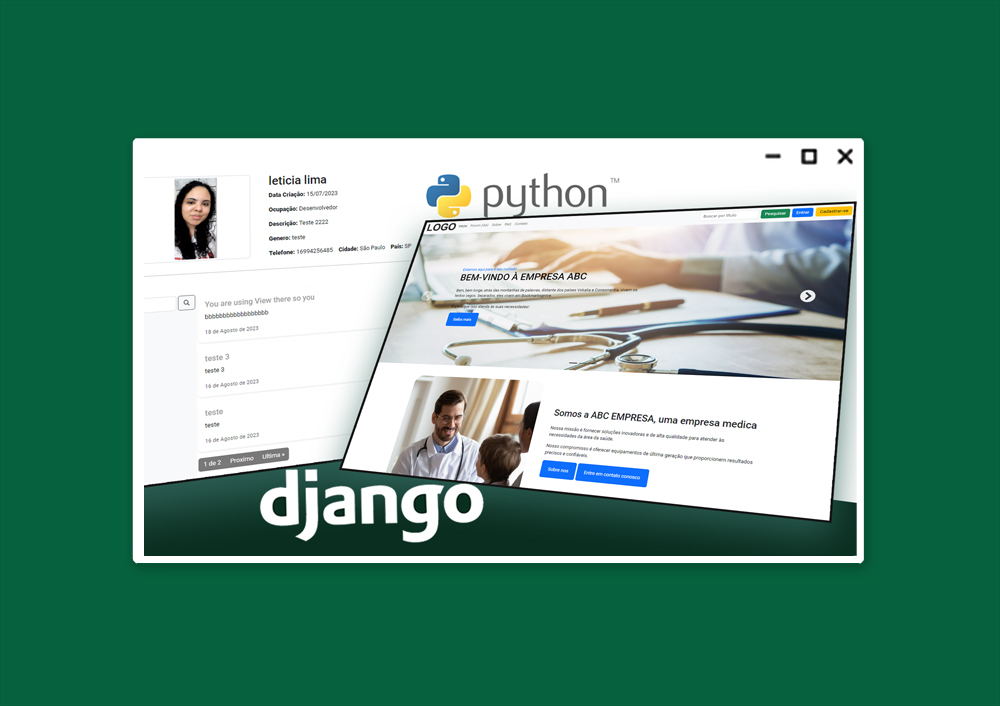 leticia lima
Data Criação: 15/07/2023
Ocupação: Desenvolvedor
Descrição: Teste 2222
Genero: teste
Telefone: 16994256485 Cidade: São Paulo Pais: SP
You are using View there so you
bbbbbbbbbbbbbbbbbb
18 de Agosto de 2023
teste 3
teste 3
16 de Agosto de 2023
teste
teste
16 de Agosto de 2023
1 de 2 Proximo Ultima »
python™
LOGO
Buscar por título
Pesquisar
Entrar
Cadastrar-se
BEM-VINDO À EMPRESA ABC
Saiba mais
Somos a ABC EMPRESA, uma empresa medica
Nossa missão é fornecer soluções inovadoras e de alta qualidade para atender às
necessidades da área da saúde.
Nosso compromisso é oferecer equipamentos de última geração que proporcionem resultados
precisos e confiáveis.
Sobre nos
Entre em contato conosco
django